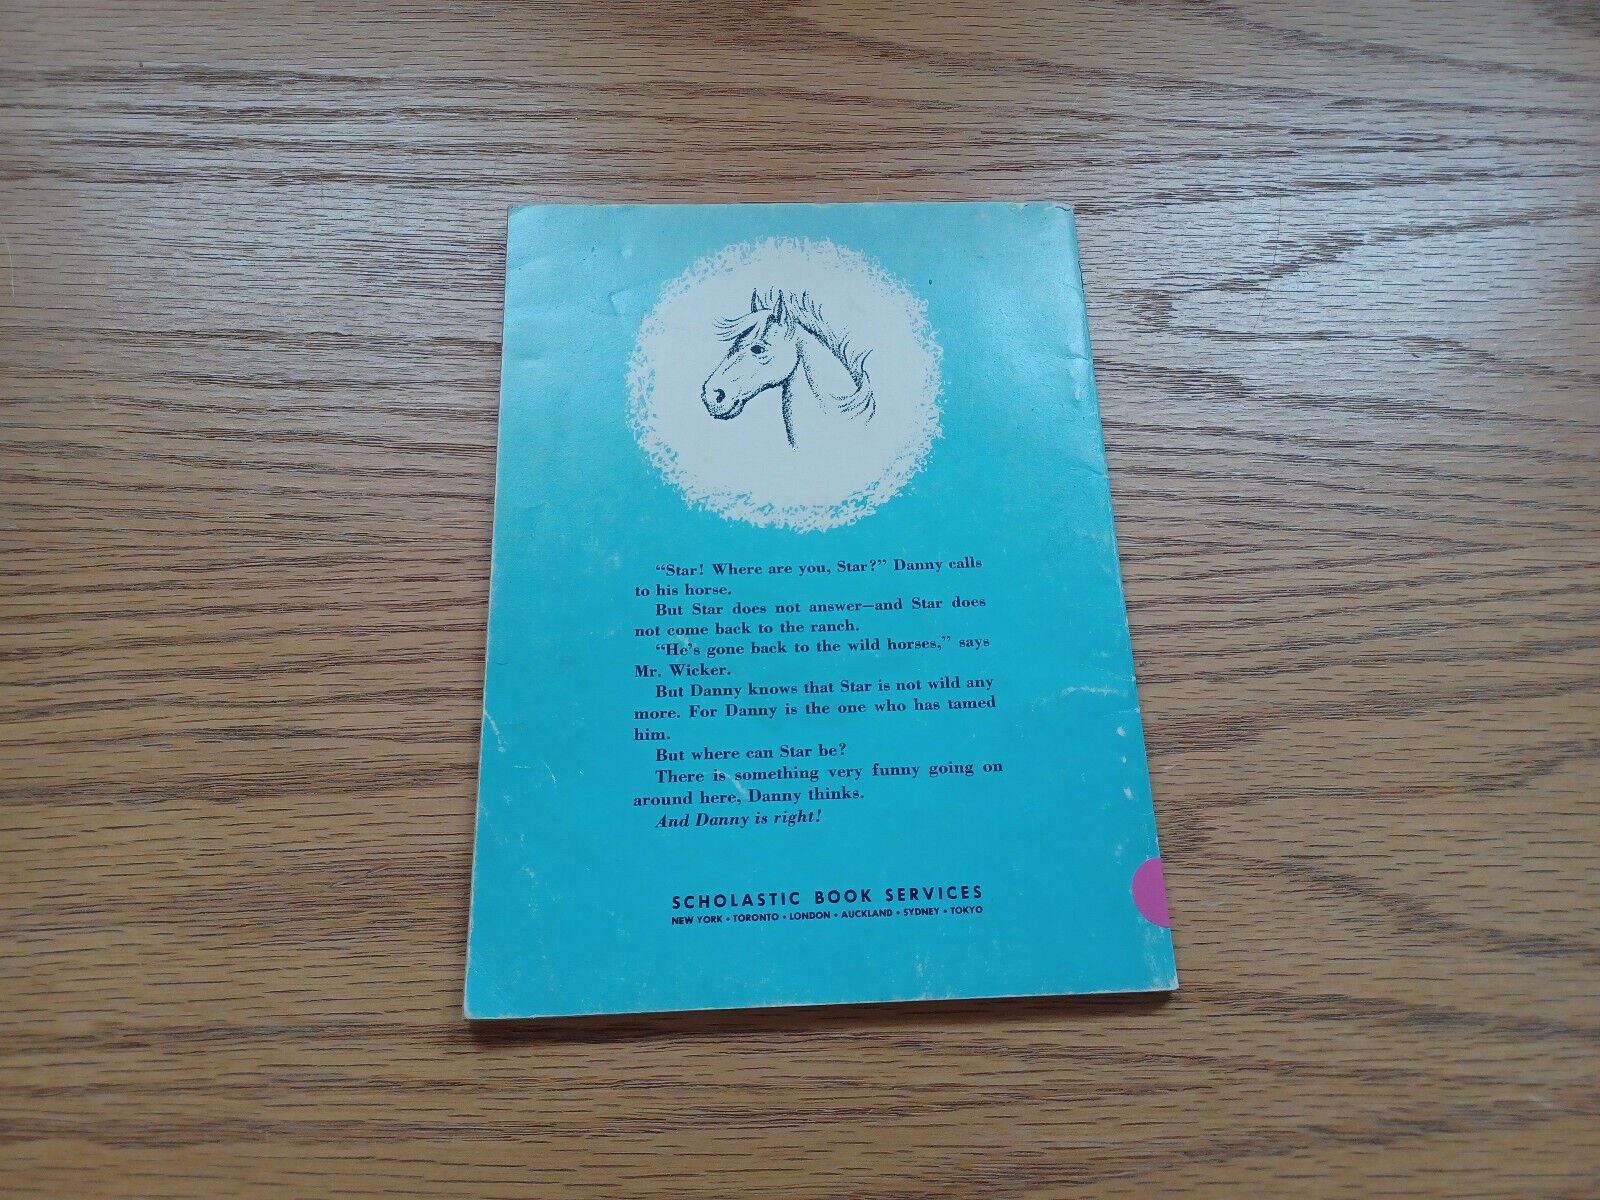 “Star! Where are you, Star?” Danny calls
to his horse.
But Star does not answer—and Star does
not come back to the ranch.
“He's gone back to the wild horses,” says
Mr. Wicker.
But Danny knows that Star is not wild any
more. For Danny is the one who has tamed
him.
But where can Star be?
There is something very funny going on
around here, Danny thinks.
And Danny is right!
SCHOLASTIC BOOK SERVICES
NEW YORK • TORONTO • LONDON • AUCKLAND • SYDNEY • TOKYO